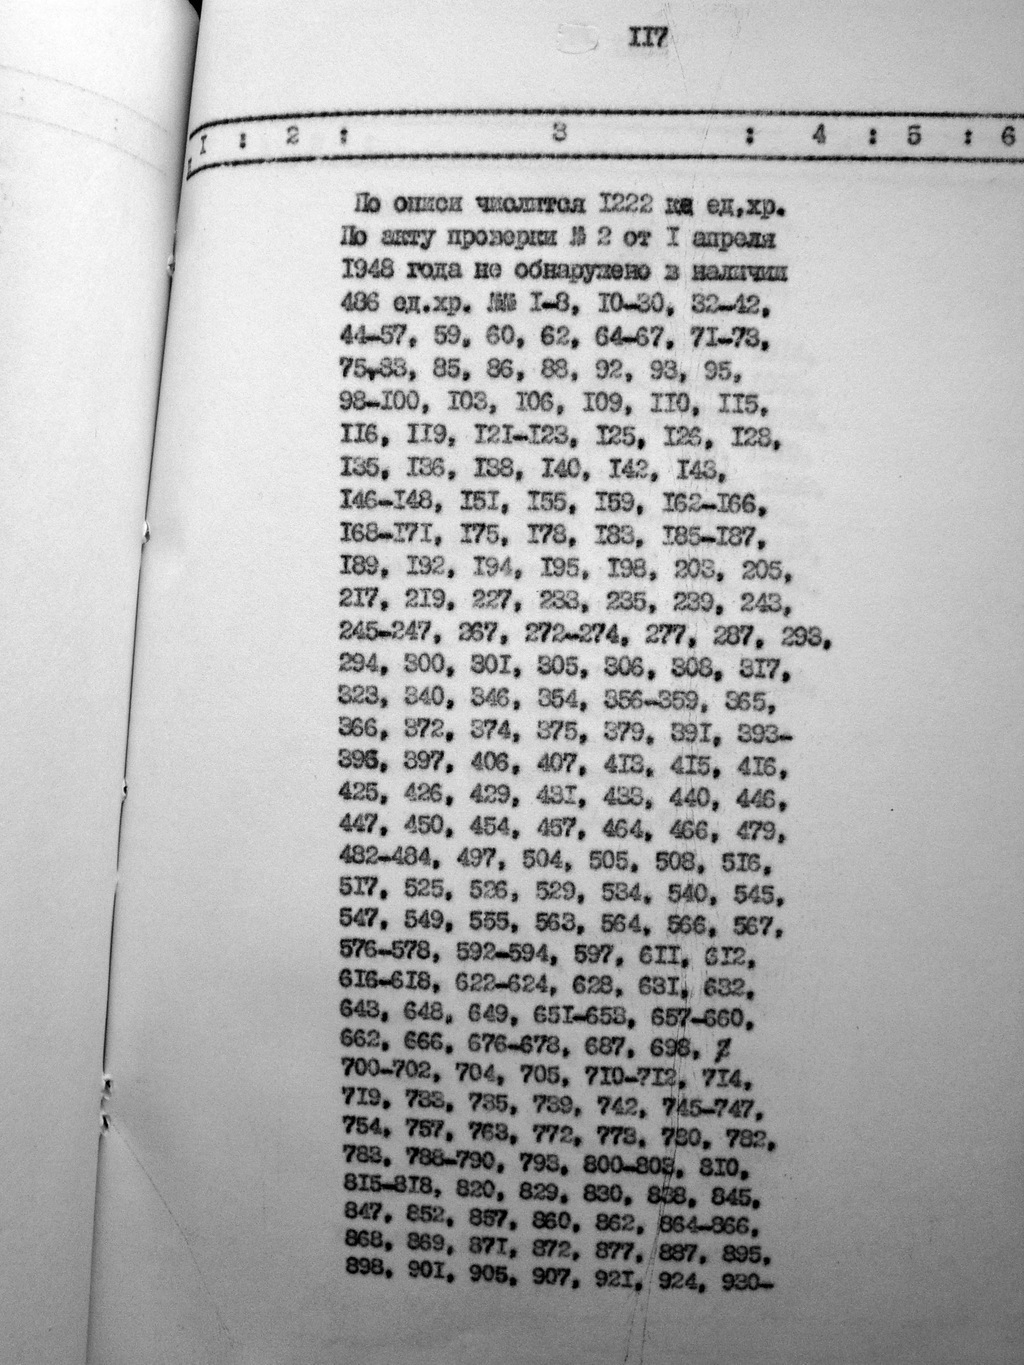 117
1 : 2 : 3 : 4 : 5 : 6
По описи числится I222 ед.хр.
По акту проверки № 2 от I апреля
I948 года не обнаружено в наличии
486 ед.хр. №№ I-8, I0-30, 32-42,
44-57, 59, 60, 62, 64-67, 7I-73,
75-83, 85, 86, 88, 92, 93, 95,
98-I00, I03, I06, I09, II0, II5,
II6, II9, I2I-I23, I25, I26, I28,
I35, I36, I38, I40, I42, I43,
I46-I48, I5I, I55, I59, I62-I66,
I68-I7I, I75, I78, I83, I85-I87,
I89, I92, I94, I95, I98, 203, 205,
2I7, 2I9, 227, 233, 235, 239, 243,
245-247, 267, 272-274, 277, 287, 293,
294, 300, 30I, 305, 306, 308, 3I7,
323, 340, 346, 354, 356-359, 365,
366, 372, 374, 375, 379, 39I, 393-
395, 397, 406, 407, 4I3, 4I5, 4I6,
425, 426, 429, 43I, 433, 440, 446,
447, 450, 454, 457, 464, 466, 479,
482-484, 497, 504, 505, 508, 5I6,
5I7, 525, 526, 529, 534, 540, 545,
547, 549, 555, 563, 564, 566, 567,
576-578, 592-594, 597, 6II, 6I2,
6I6-6I8, 622-624, 628, 63I, 632,
643, 648, 649, 65I-653, 657-660,
662, 666, 676-678, 687, 698,
700-702, 704, 705, 7I0-7I2, 7I4,
7I9, 733, 735, 739, 742, 745-747,
754, 757, 763, 772, 773, 780, 782,
783, 788-790, 793, 800-803, 8I0,
8I5-8I8, 820, 829, 830, 838, 845,
847, 852, 857, 860, 862, 864-866,
868, 869, 87I, 872, 877, 887, 895,
898, 90I, 905, 907, 92I, 924, 930-